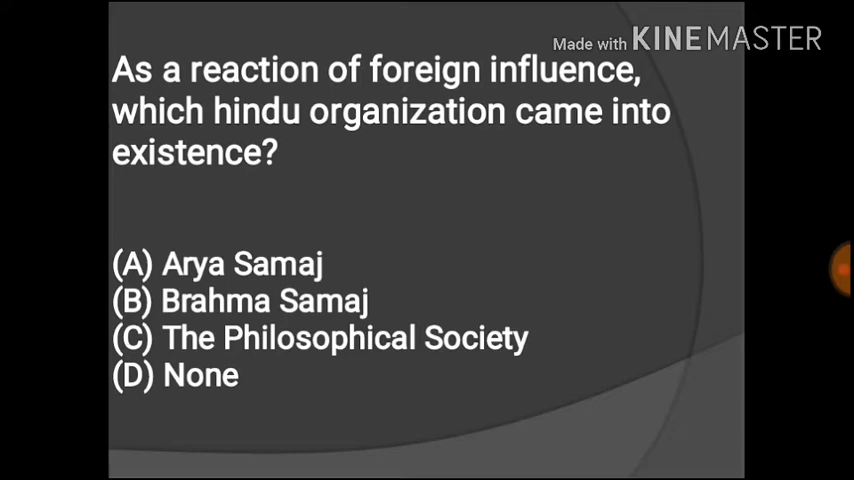 Made with KINEMASTER
As a reaction of foreign influence,
which hindu organization came into
existence?
(A) Arya Samaj
(B) Brahma Samaj
(C) The Philosophical Society
(D) None